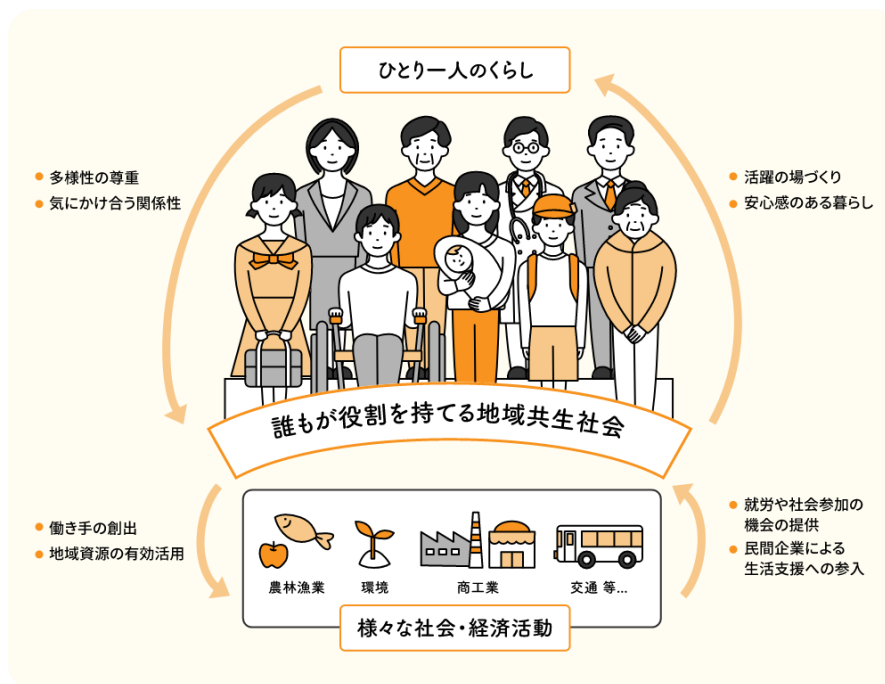 ひとり一人のくらし
● 多様性の尊重
● 気にかけ合う関係性
● 活躍の場づくり
● 安心感のある暮らし
誰もが役割を持てる地域共生社会
● 働き手の創出
● 地域資源の有効活用
● 就労や社会参加の
機会の提供
● 民間企業による
生活支援への参入
農林漁業 環境 商工業 交通 等...
様々な社会・経済活動